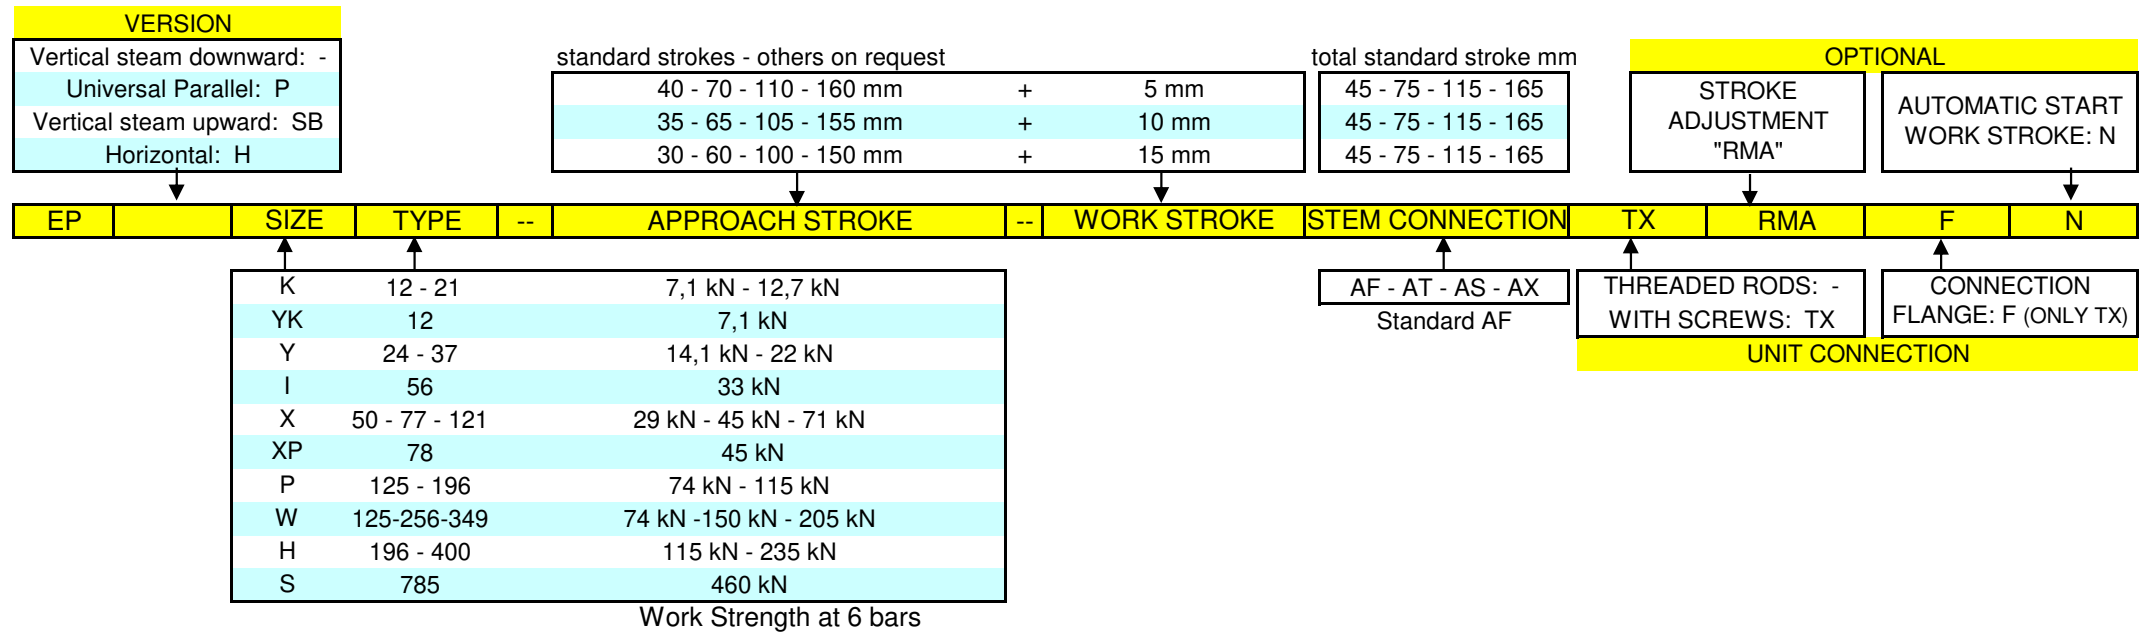 VERSION
Vertical steam downward: -
Universal Parallel: P
Vertical steam upward: SB
Horizontal: H
standard strokes - others on request
40 - 70 - 110 - 160 mm + 5 mm
35 - 65 - 105 - 155 mm + 10 mm
30 - 60 - 100 - 150 mm + 15 mm
total standard stroke mm
45 - 75 - 115 - 165
45 - 75 - 115 - 165
45 - 75 - 115 - 165
OPTIONAL
STROKE
ADJUSTMENT
"RMA"
AUTOMATIC START
WORK STROKE: N
EP SIZE TYPE -- APPROACH STROKE -- WORK STROKE STEM CONNECTION TX RMA F N
K 12 - 21 7,1 kN - 12,7 kN
YK 12 7,1 kN
Y 24 - 37 14,1 kN - 22 kN
I 56 33 kN
X 50 - 77 - 121 29 kN - 45 kN - 71 kN
XP 78 45 kN
P 125 - 196 74 kN - 115 kN
W 125-256-349 74 kN -150 kN - 205 kN
H 196 - 400 115 kN - 235 kN
S 785 460 kN
Work Strength at 6 bars
AF - AT - AS - AX
Standard AF
THREADED RODS: -
WITH SCREWS: TX
CONNECTION
FLANGE: F (ONLY TX)
UNIT CONNECTION